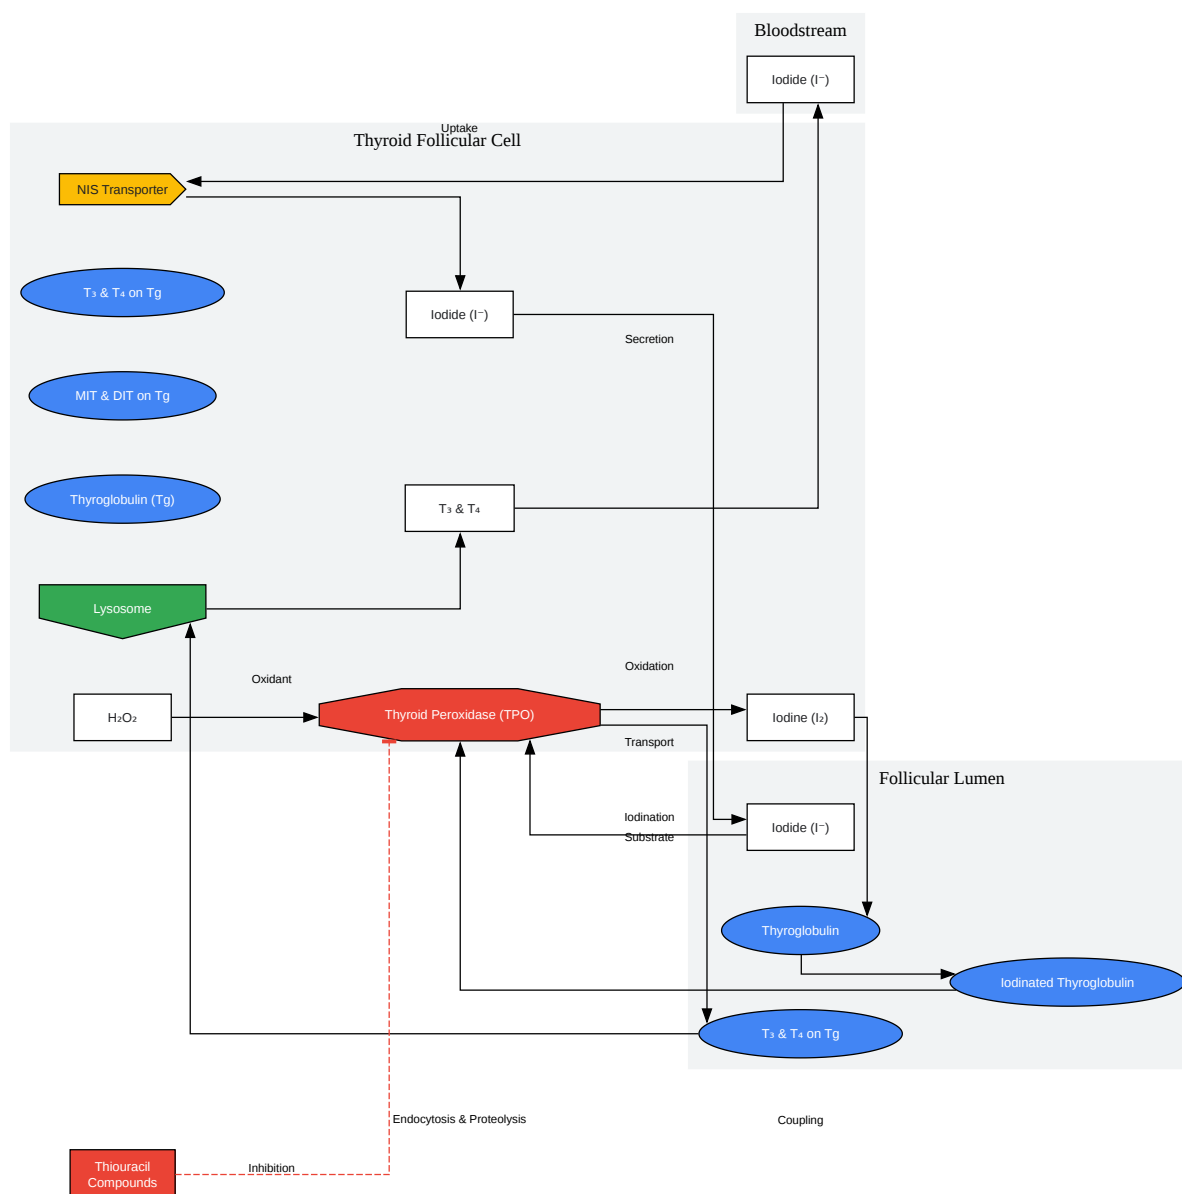 Bloodstream
Iodide (I⁻)
Uptake
Thyroid Follicular Cell
NIS Transporter
T₃ & T₄ on Tg
Iodide (I⁻)
Secretion
MIT & DIT on Tg
Thyroglobulin (Tg)
T₃ & T₄
Lysosome
Oxidant
Oxidation
H₂O₂
Thyroid Peroxidase (TPO)
Iodine (I₂)
Transport
Follicular Lumen
Iodination
Iodide (I⁻)
Substrate
Thyroglobulin
Iodinated Thyroglobulin
T₃ & T₄ on Tg
Endocytosis & Proteolysis
Coupling
Thiouracil
Compounds
Inhibition